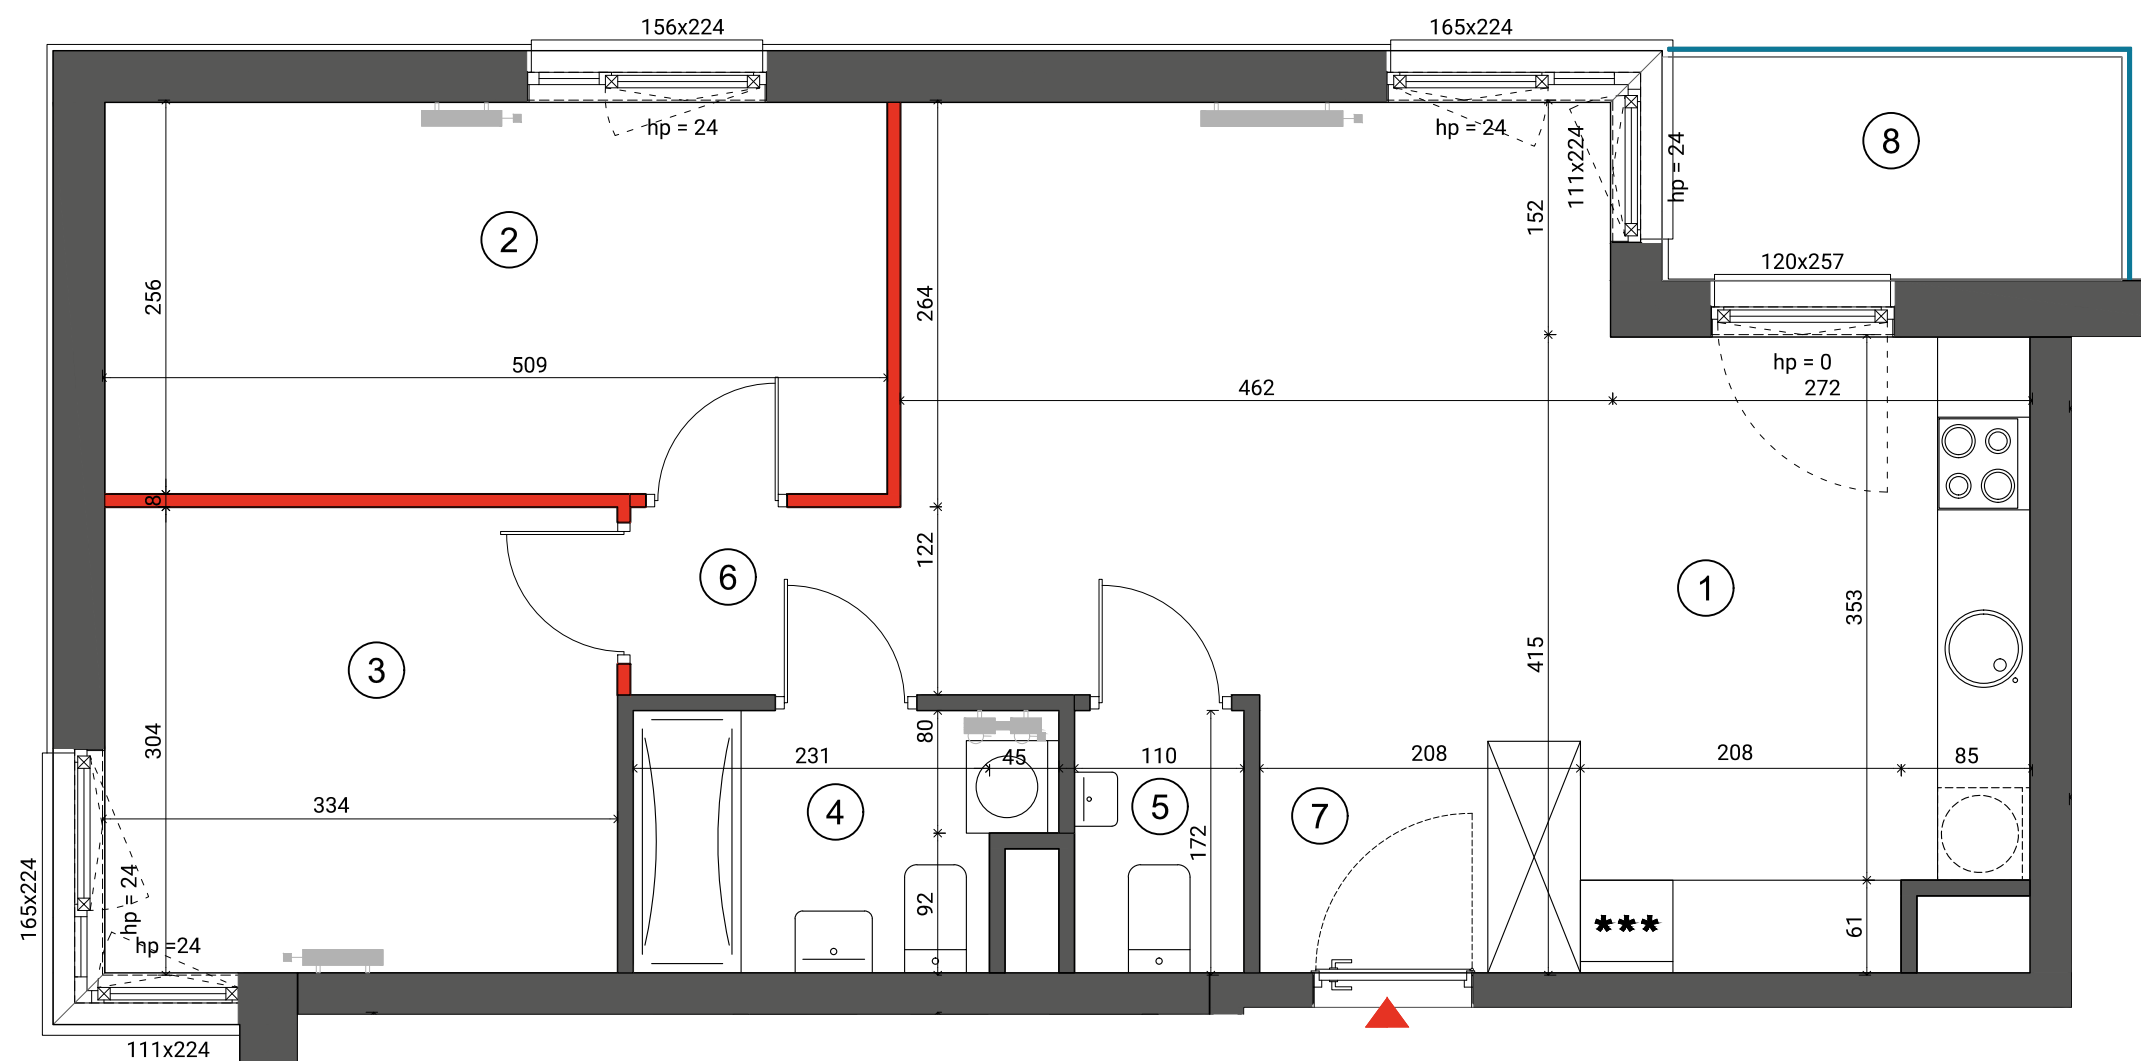 156x224
165x224
hp = 24
hp = 24
111x224
hp = 24
8
2
152
256
264
120x257
509
hp = 0
462
272
8
122
6
1
353
3
415
304
80
231
45
110
208
208
85
334
4
5
7
172
165x224
hp = 24
92
***
61
hp =24
111x224